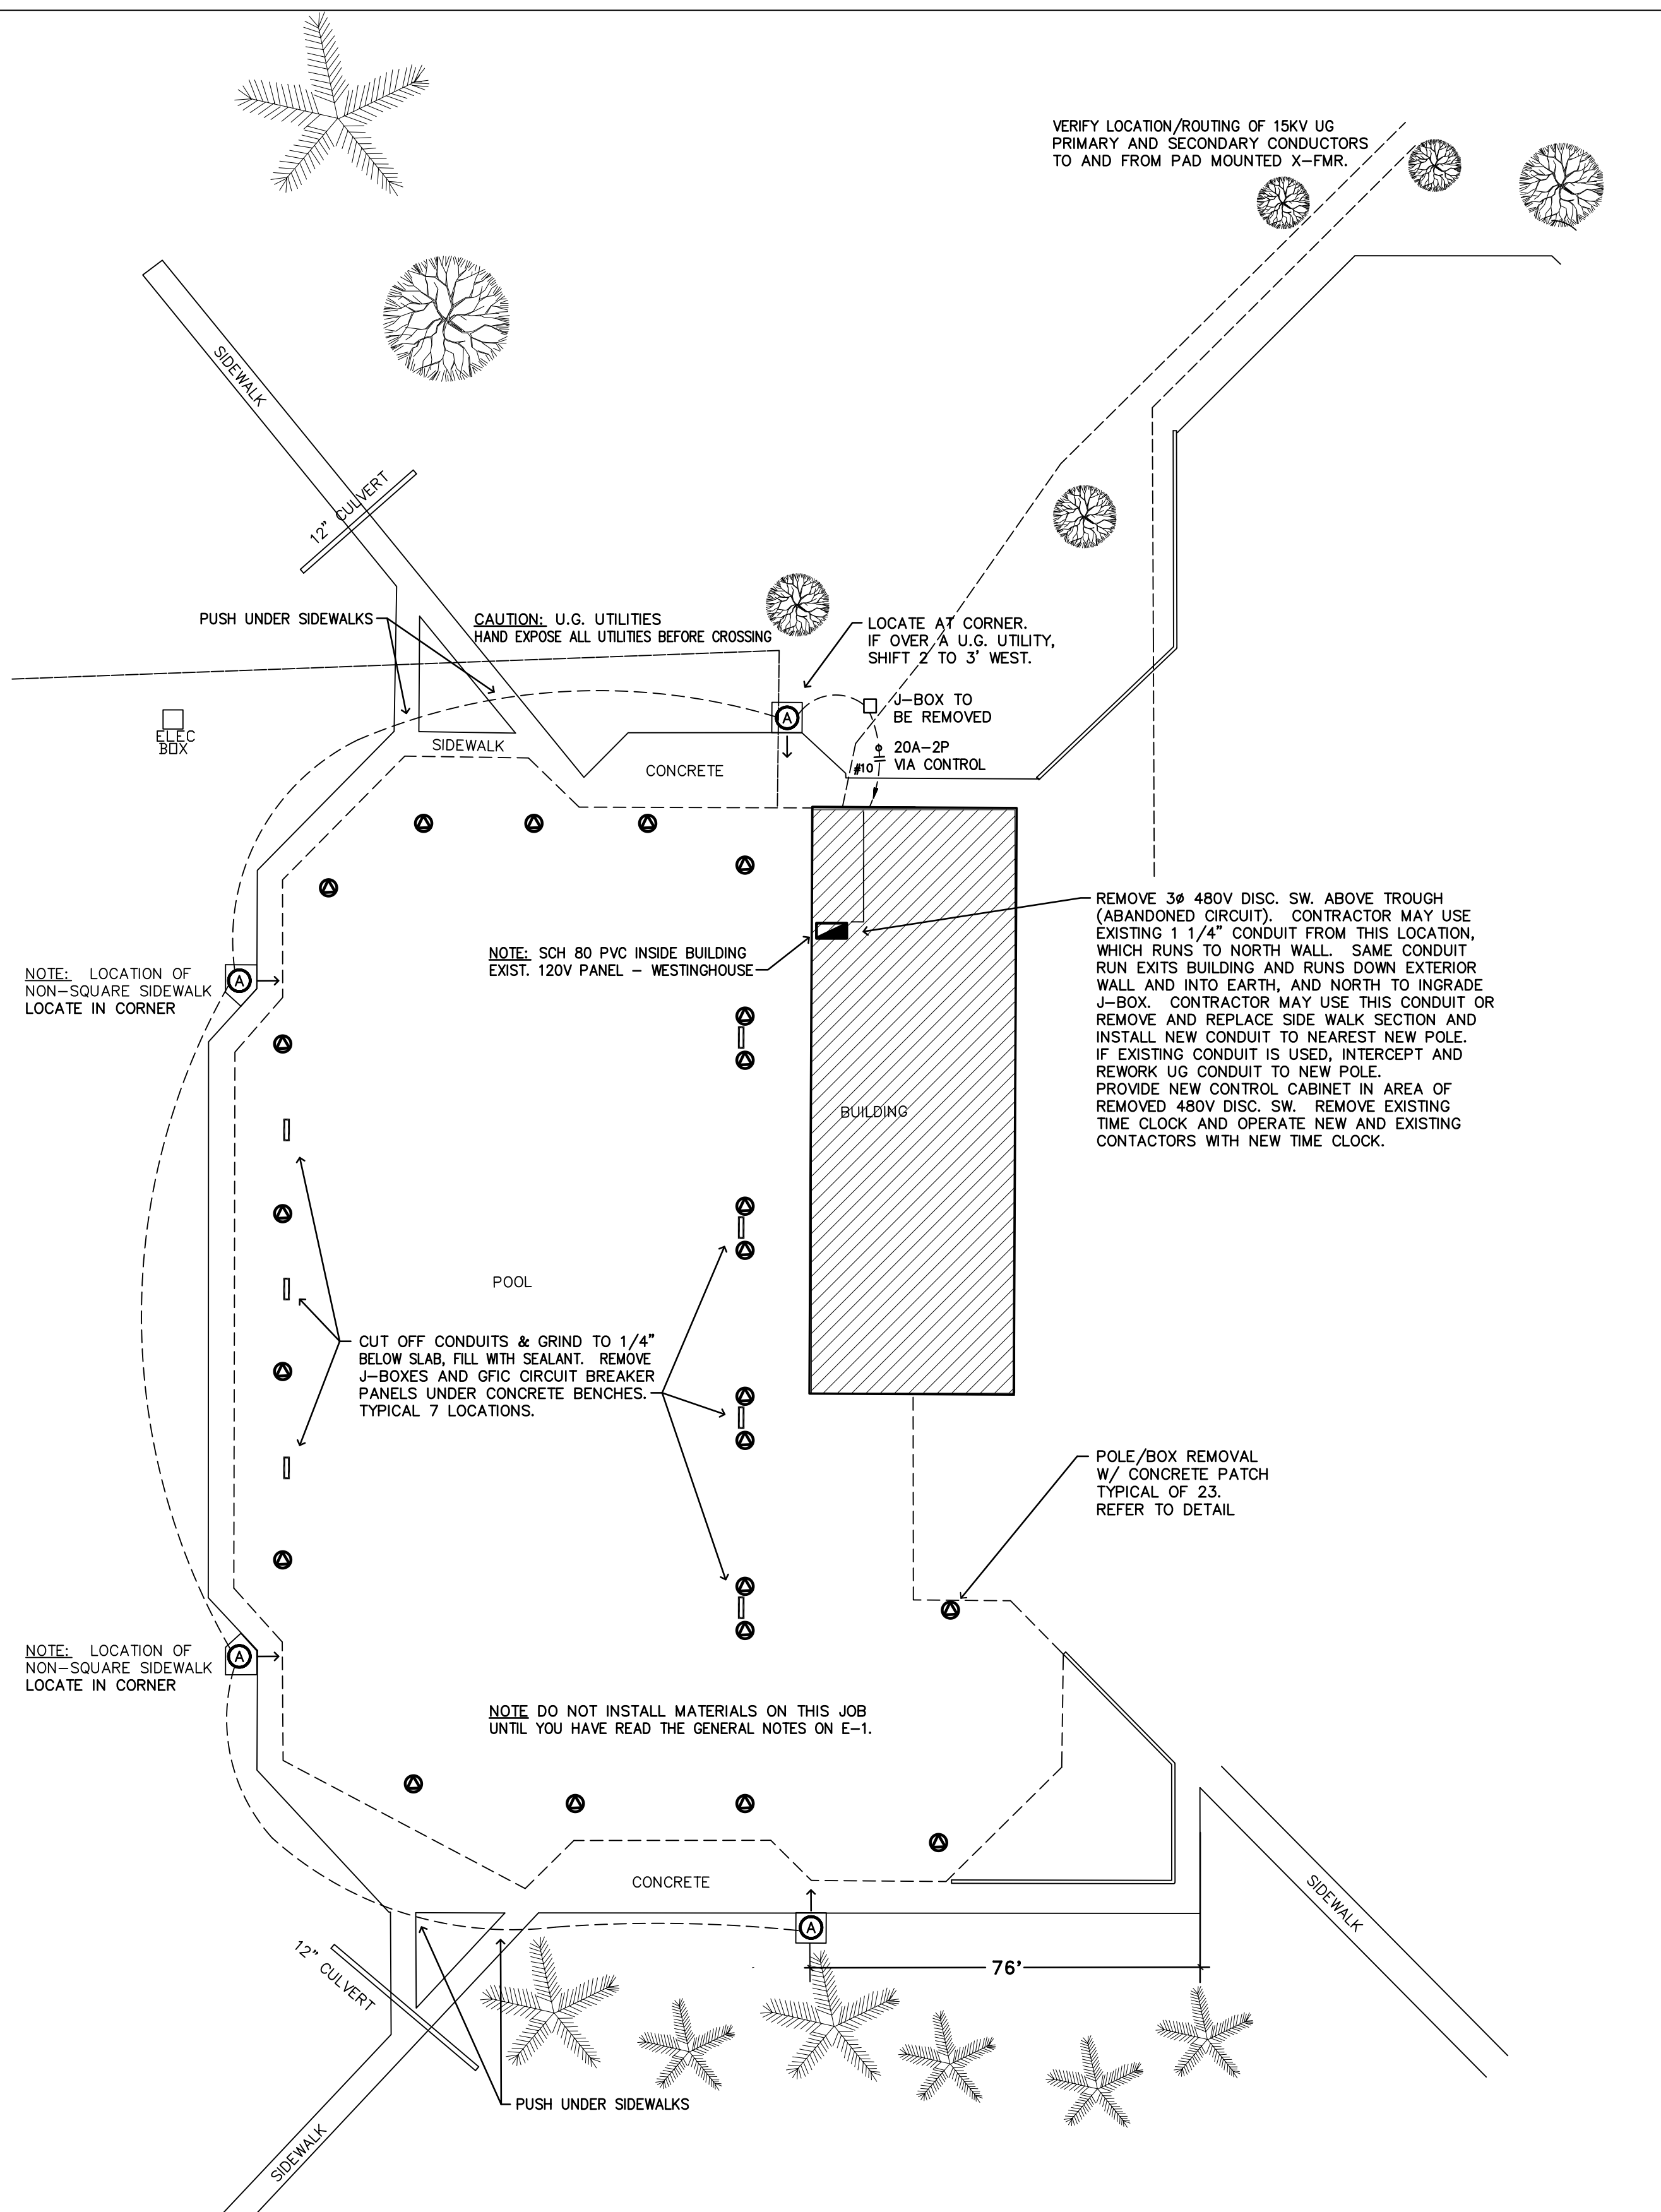 VERIFY LOCATION/ROUTING OF 15KV UG
PRIMARY AND SECONDARY CONDUCTORS
TO AND FROM PAD MOUNTED X-FMR.
SIDEWALK
12" CULVERT
PUSH UNDER SIDEWALKS
CAUTION: U.G. UTILITIES
HAND EXPOSE ALL UTILITIES BEFORE CROSSING
LOCATE AT CORNER.
IF OVER A U.G. UTILITY,
SHIFT 2 TO 3' WEST.
A
J-BOX TO
BE REMOVED
ELEC
BOX
SIDEWALK
CONCRETE
20A-2P
VIA CONTROL
#10
REMOVE 3ø 480V DISC. SW. ABOVE TROUGH
(ABANDONED CIRCUIT). CONTRACTOR MAY USE
EXISTING 1 1/4" CONDUIT FROM THIS LOCATION,
WHICH RUNS TO NORTH WALL. SAME CONDUIT
RUN EXITS BUILDING AND RUNS DOWN EXTERIOR
WALL AND INTO EARTH, AND NORTH TO INGRADE
J-BOX. CONTRACTOR MAY USE THIS CONDUIT OR
REMOVE AND REPLACE SIDE WALK SECTION AND
INSTALL NEW CONDUIT TO NEAREST NEW POLE.
IF EXISTING CONDUIT IS USED, INTERCEPT AND
REWORK UG CONDUIT TO NEW POLE.
PROVIDE NEW CONTROL CABINET IN AREA OF
REMOVED 480V DISC. SW. REMOVE EXISTING
TIME CLOCK AND OPERATE NEW AND EXISTING
CONTACTORS WITH NEW TIME CLOCK.
NOTE: SCH 80 PVC INSIDE BUILDING
EXIST. 120V PANEL - WESTINGHOUSE
NOTE: LOCATION OF
NON-SQUARE SIDEWALK
LOCATE IN CORNER
A
BUILDING
POOL
CUT OFF CONDUITS & GRIND TO 1/4"
BELOW SLAB, FILL WITH SEALANT. REMOVE
J-BOXES AND GFIC CIRCUIT BREAKER
PANELS UNDER CONCRETE BENCHES.
TYPICAL 7 LOCATIONS.
POLE/BOX REMOVAL
W/ CONCRETE PATCH
TYPICAL OF 23.
REFER TO DETAIL
NOTE: LOCATION OF
NON-SQUARE SIDEWALK
LOCATE IN CORNER
A
NOTE DO NOT INSTALL MATERIALS ON THIS JOB
UNTIL YOU HAVE READ THE GENERAL NOTES ON E-1.
CONCRETE
SIDEWALK
A
12" CULVERT
76'
PUSH UNDER SIDEWALKS
SIDEWALK